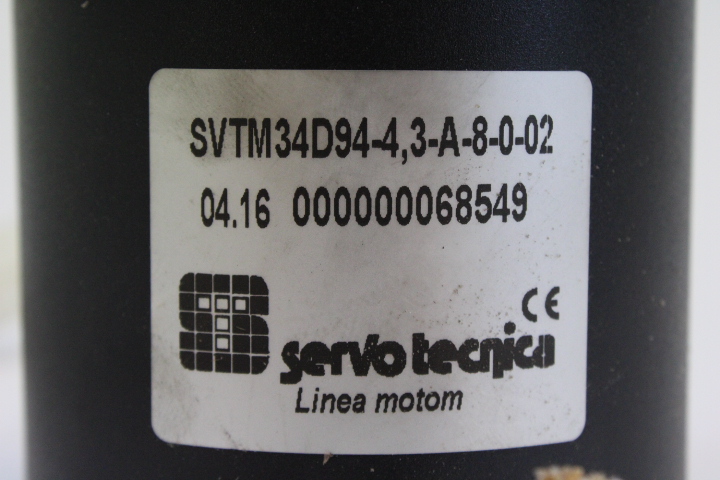 SVTM34D94-4,3-A-8-0-02
04.16 000000068549
CE
servo tecnica
Linea motom